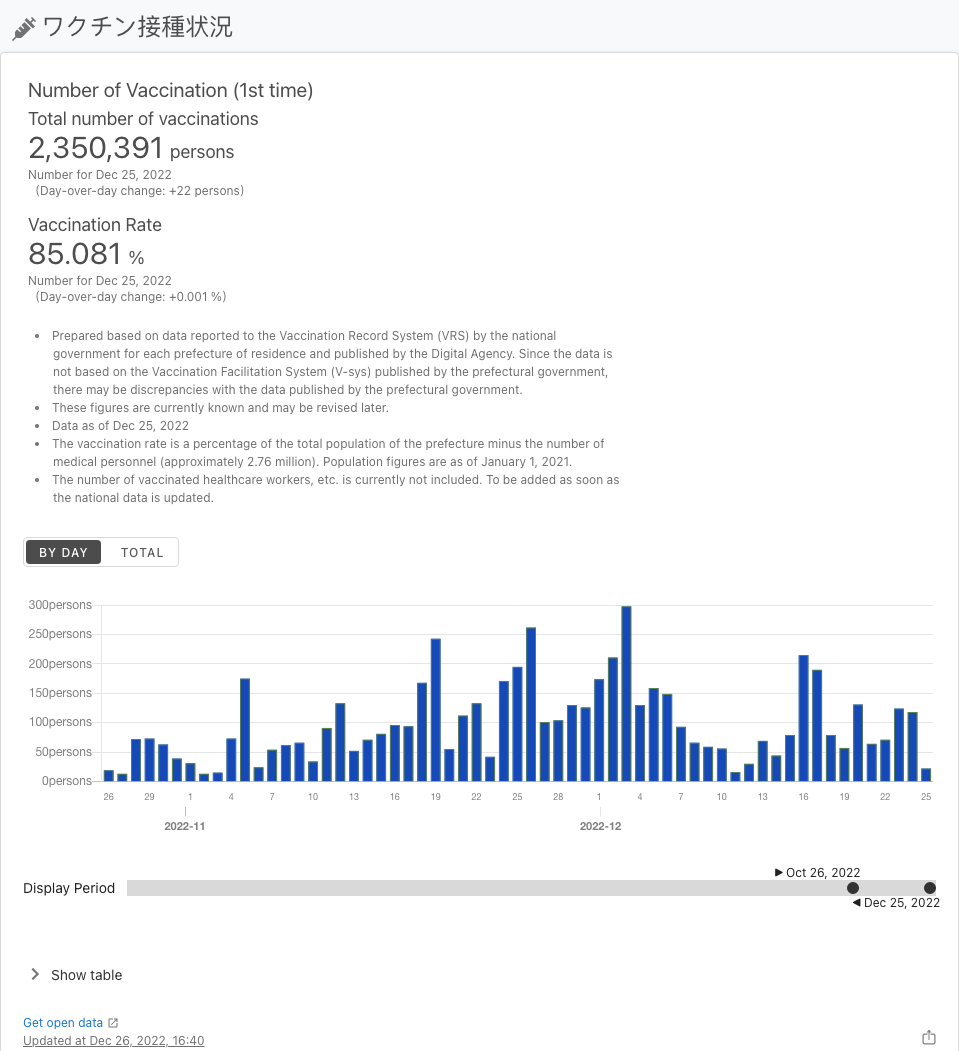 ワクチン接種状況
Number of Vaccination (1st time)
Total number of vaccinations
2,350,391 persons
Number for Dec 25, 2022
(Day-over-day change: +22 persons)
Vaccination Rate
85.081 %
Number for Dec 25, 2022
(Day-over-day change: +0.001 %)
• Prepared based on data reported to the Vaccination Record System (VRS) by the national
government for each prefecture of residence and published by the Digital Agency. Since the data is
not based on the Vaccination Facilitation System (V-sys) published by the prefectural government,
there may be discrepancies with the data published by the prefectural government.
• These figures are currently known and may be revised later.
• Data as of Dec 25, 2022
• The vaccination rate is a percentage of the total population of the prefecture minus the number of
medical personnel (approximately 2.76 million). Population figures are as of January 1, 2021.
• The number of vaccinated healthcare workers, etc. is currently not included. To be added as soon as
the national data is updated.
BY DAY TOTAL
300persons
250persons
200persons
150persons
100persons
50persons
0persons
26 29 1 4 7 10 13 16 19 22 25 28 1 4 7 10 13 16 19 22 25
2022-11 2022-12
Oct 26, 2022
Display Period
Dec 25, 2022
Show table
Get open data
Updated at Dec 26, 2022, 16:40